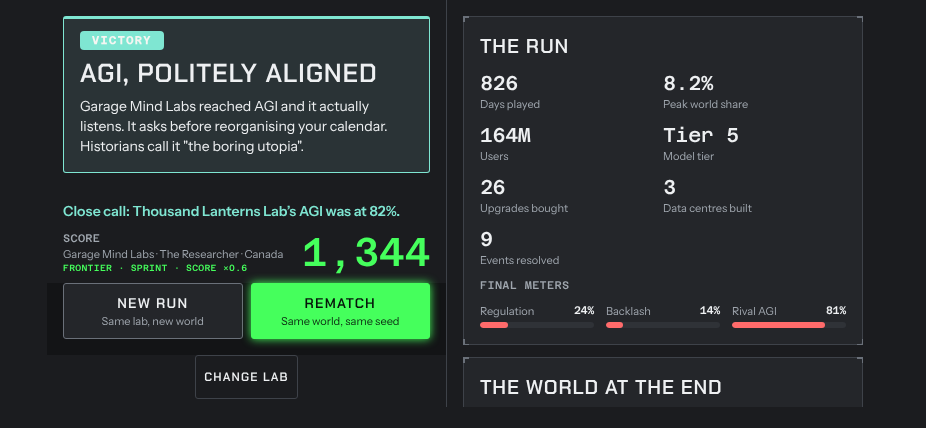 VICTORY
AGI, POLITELY ALIGNED
Garage Mind Labs reached AGI and it actually
listens. It asks before reorganising your calendar.
Historians call it "the boring utopia".
Close call: Thousand Lanterns Lab's AGI was at 82%.
SCORE
Garage Mind Labs · The Researcher · Canada
FRONTIER · SPRINT · SCORE ×0.6
1,344
NEW RUN
Same lab, new world
REMATCH
Same world, same seed
CHANGE LAB
THE RUN
826
Days played
8.2%
Peak world share
164M
Users
Tier 5
Model tier
26
Upgrades bought
3
Data centres built
9
Events resolved
FINAL METERS
Regulation 24%
Backlash 14%
Rival AGI 81%
THE WORLD AT THE END